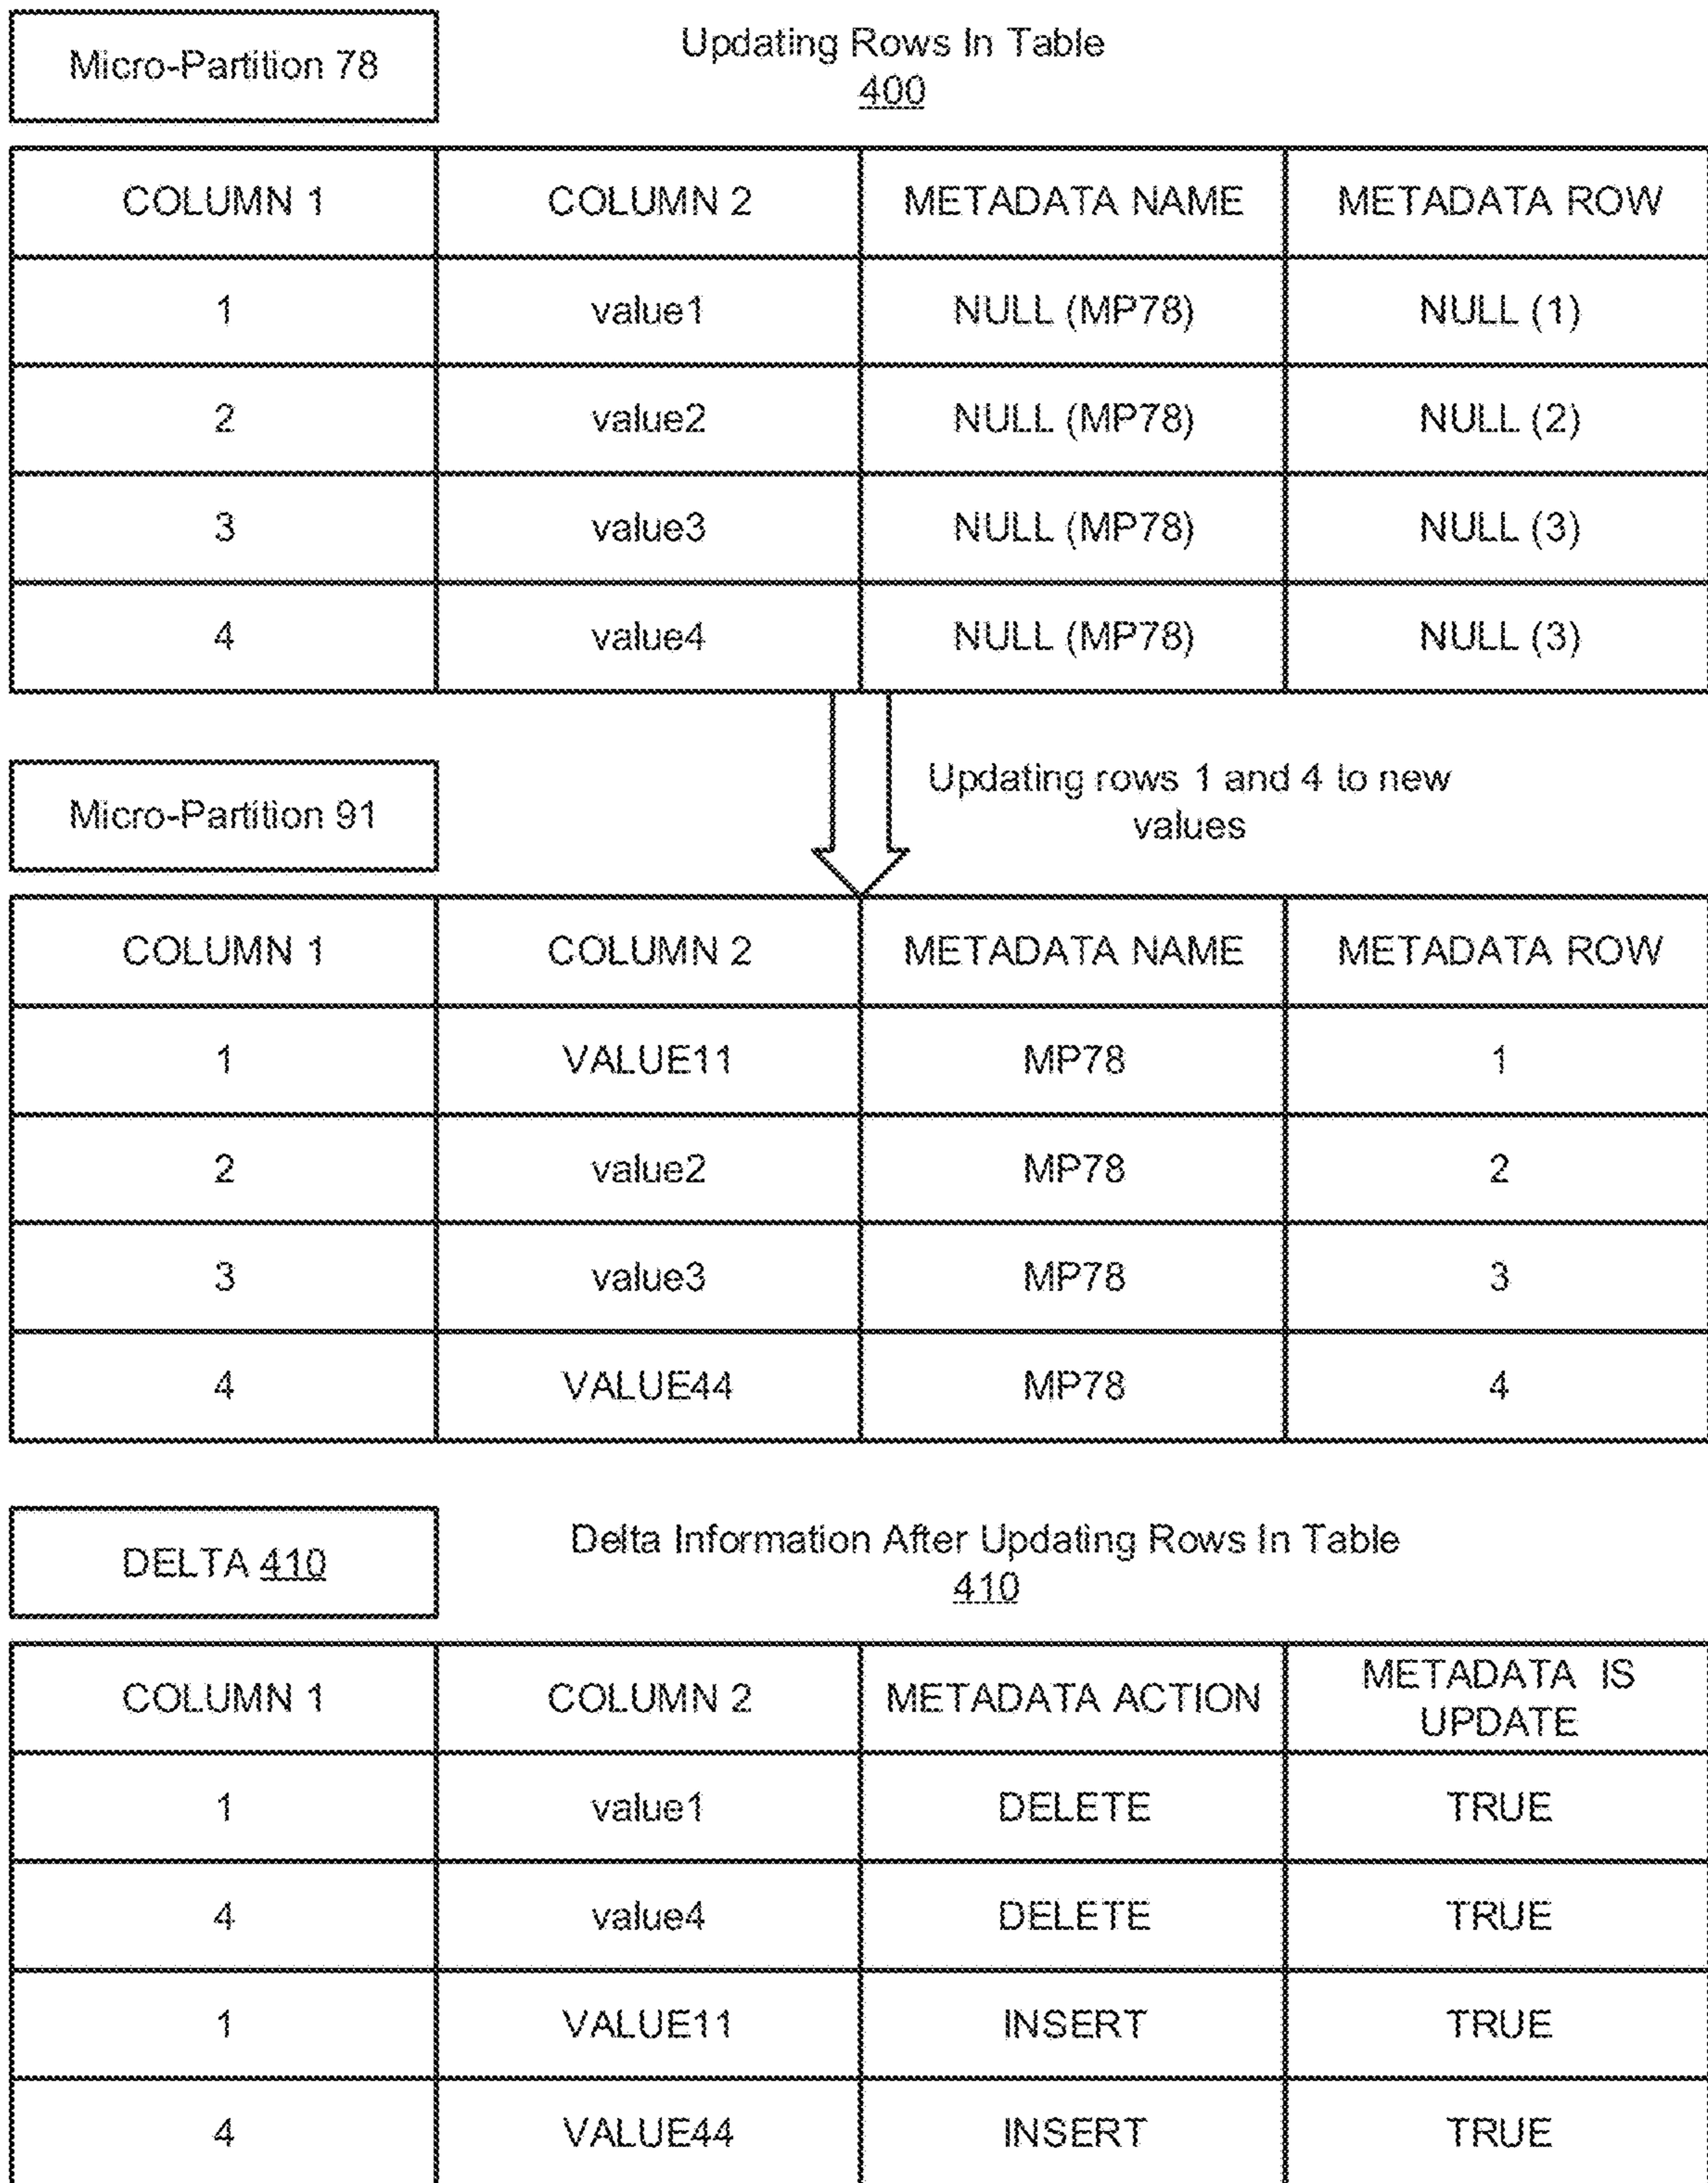 Micro-Partition 78
Updating Rows In Table
400
COLUMN 1 COLUMN 2 METADATA NAME METADATA ROW
1 value1 NULL (MP78) NULL (1)
2 value2 NULL (MP78) NULL (2)
3 value3 NULL (MP78) NULL (3)
4 value4 NULL (MP78) NULL (3)
Updating rows 1 and 4 to new
values
Micro-Partition 91
COLUMN 1 COLUMN 2 METADATA NAME METADATA ROW
1 VALUE11 MP78 1
2 value2 MP78 2
3 value3 MP78 3
4 VALUE44 MP78 4
DELTA 410
Delta Information After Updating Rows In Table
410
COLUMN 1 COLUMN 2 METADATA ACTION METADATA IS
UPDATE
1 value1 DELETE TRUE
4 value4 DELETE TRUE
1 VALUE11 INSERT TRUE
4 VALUE44 INSERT TRUE